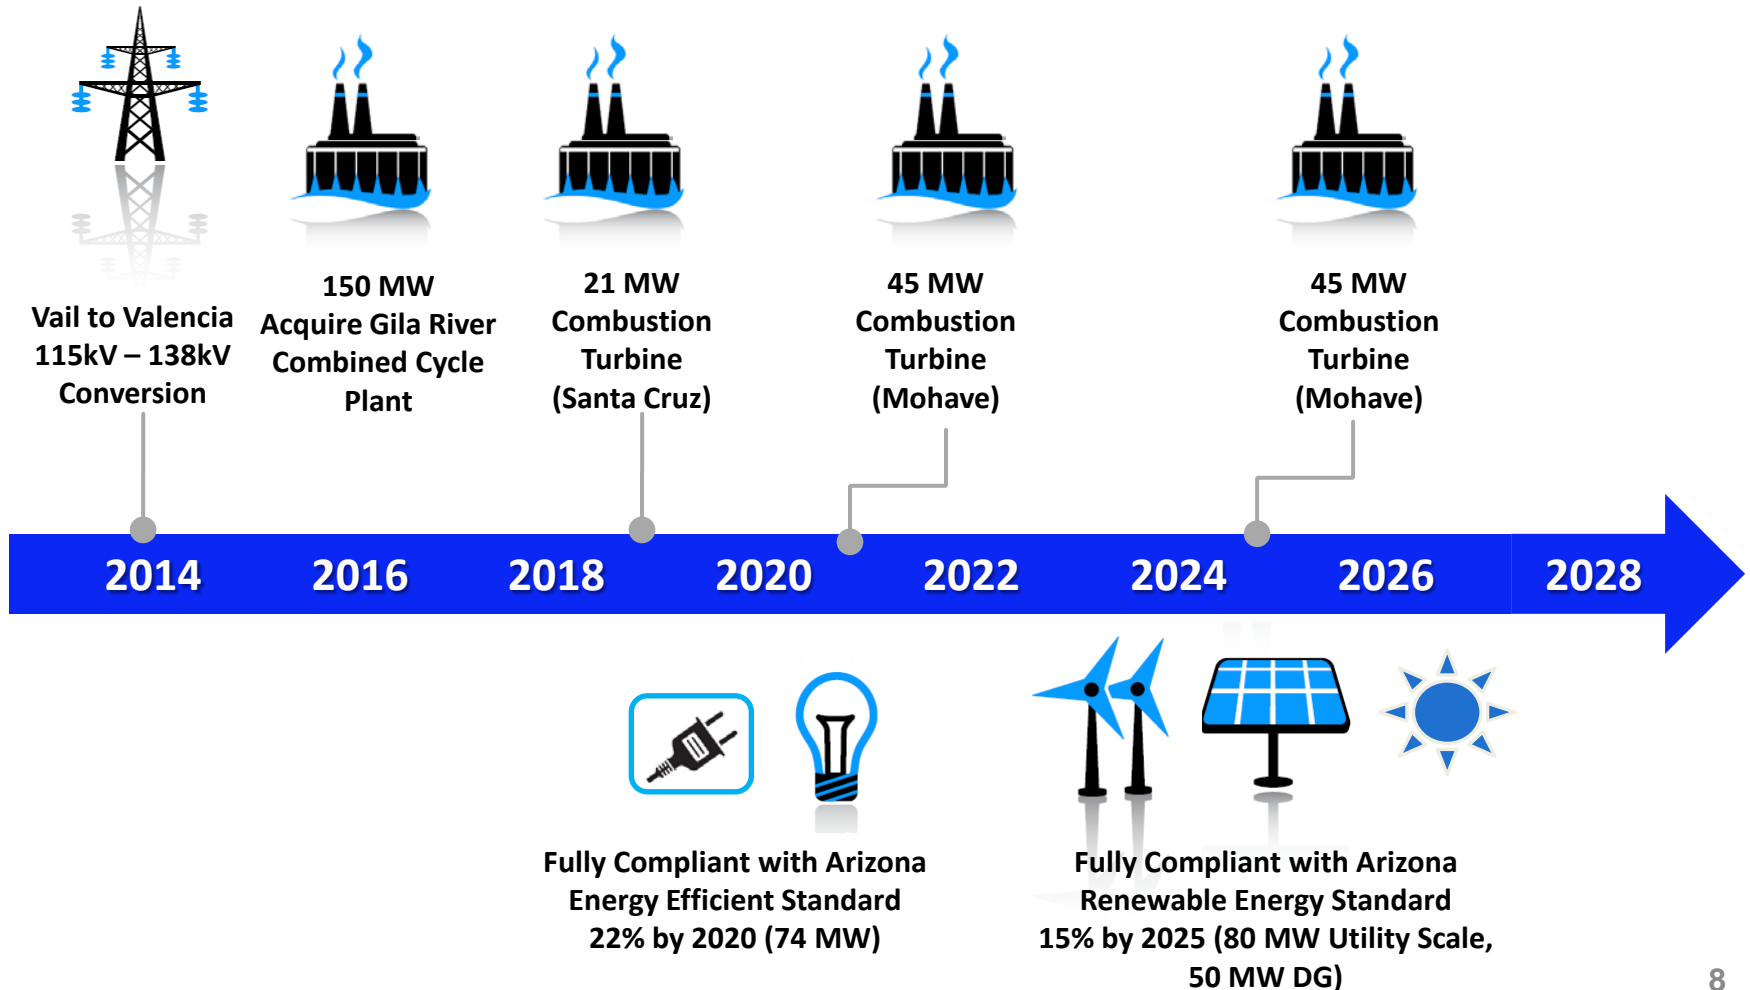 Vail to Valencia
115kV – 138kV
Conversion
150 MW
Acquire Gila River
Combined Cycle
Plant
21 MW
Combustion
Turbine
(Santa Cruz)
45 MW
Combustion
Turbine
(Mohave)
45 MW
Combustion
Turbine
(Mohave)
2014 2016 2018 2020 2022 2024 2026 2028
Fully Compliant with Arizona
Energy Efficient Standard
22% by 2020 (74 MW)
Fully Compliant with Arizona
Renewable Energy Standard
15% by 2025 (80 MW Utility Scale,
50 MW DG)
8